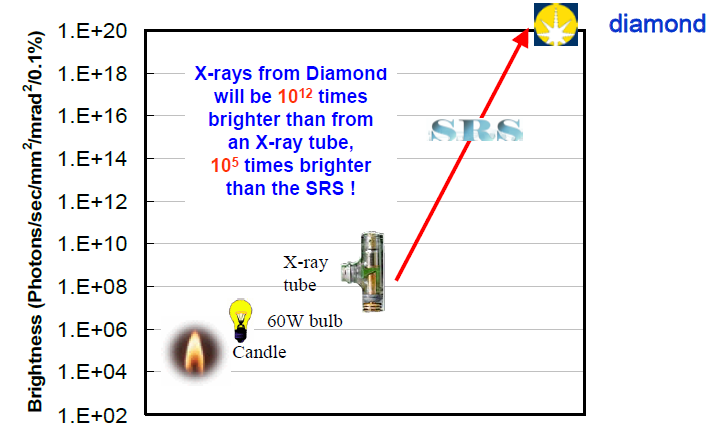 diamond
1.E+20
1.E+18
1.E+16
1.E+14
1.E+12
1.E+10
1.E+08
1.E+06
1.E+04
1.E+02
Brightness (Photons/sec/mm²/mrad²/0.1%)
X-rays from Diamond
will be 10¹² times
brighter than from
an X-ray tube,
10⁵ times brighter
than the SRS !
SRS
X-ray
tube
60W bulb
Candle